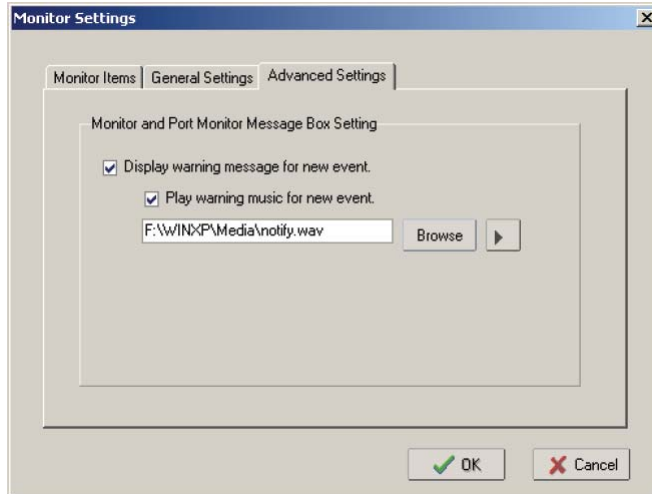 Monitor Settings
Monitor Items General Settings Advanced Settings
Monitor and Port Monitor Message Box Setting
Display warning message for new event.
Play warning music for new event.
F:\WINXP\Media\notify.wav Browse
OK Cancel